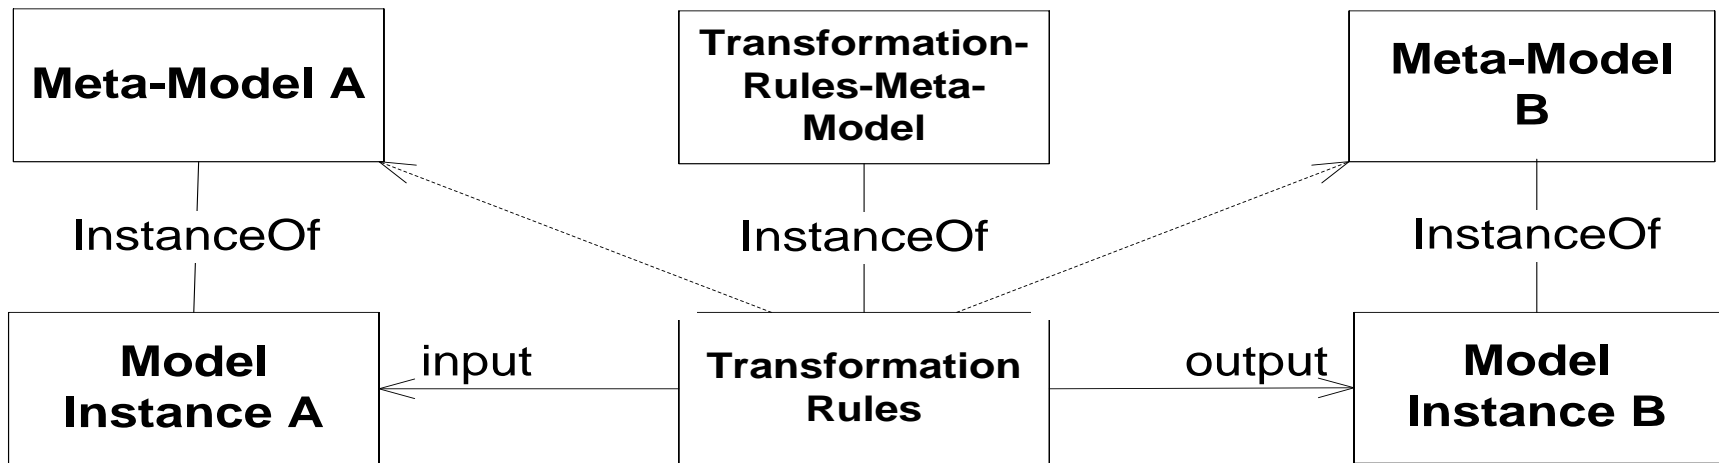 Meta-Model A
Transformation-
Rules-Meta-
Model
Meta-Model
B
InstanceOf
InstanceOf
InstanceOf
Model
Instance A
input
Transformation
Rules
output
Model
Instance B